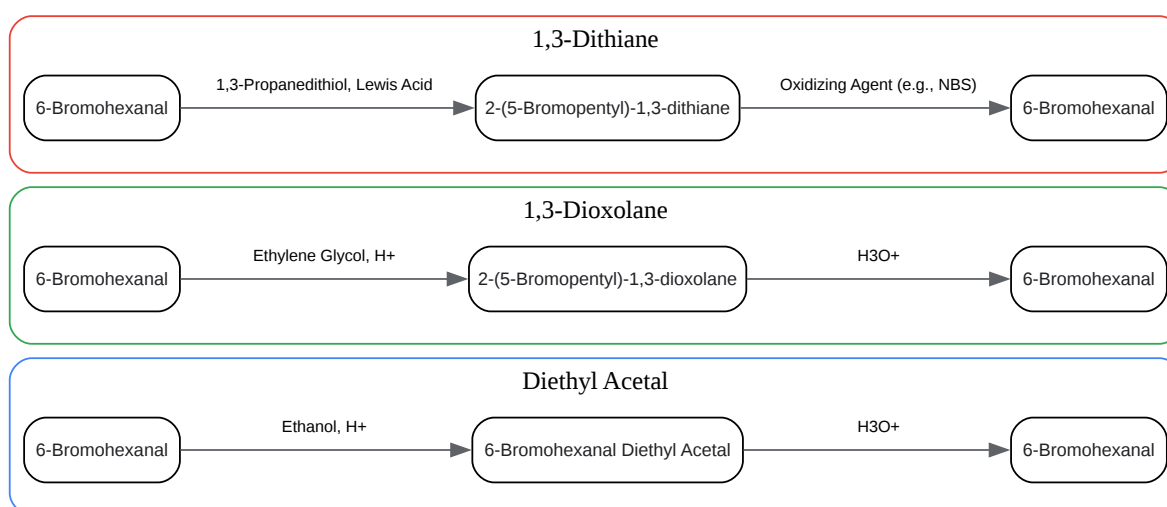 1,3-Dithiane
6-Bromohexanal
1,3-Propanedithiol, Lewis Acid
2-(5-Bromopentyl)-1,3-dithiane
Oxidizing Agent (e.g., NBS)
6-Bromohexanal
1,3-Dioxolane
6-Bromohexanal
Ethylene Glycol, H+
2-(5-Bromopentyl)-1,3-dioxolane
H3O+
6-Bromohexanal
Diethyl Acetal
6-Bromohexanal
Ethanol, H+
6-Bromohexanal Diethyl Acetal
H3O+
6-Bromohexanal